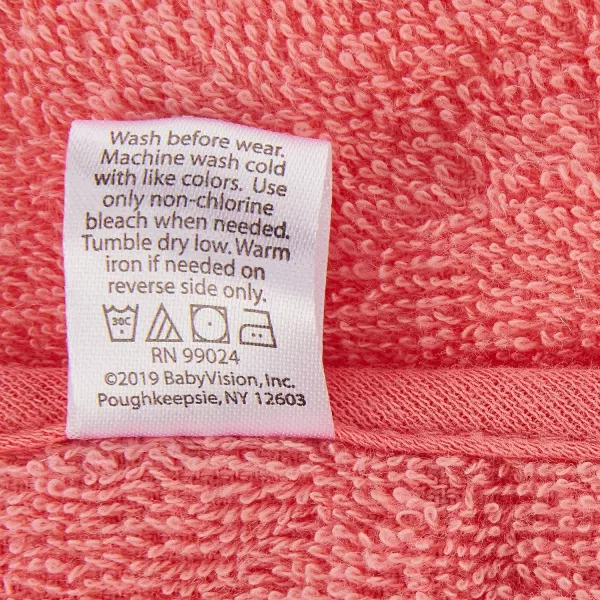 Wash before wear.
Machine wash cold
with like colors. Use
only non-chlorine
bleach when needed.
Tumble dry low. Warm
iron if needed on
reverse side only.
30C
RN 99024
©2019 BabyVision, Inc.
Poughkeepsie, NY 12603